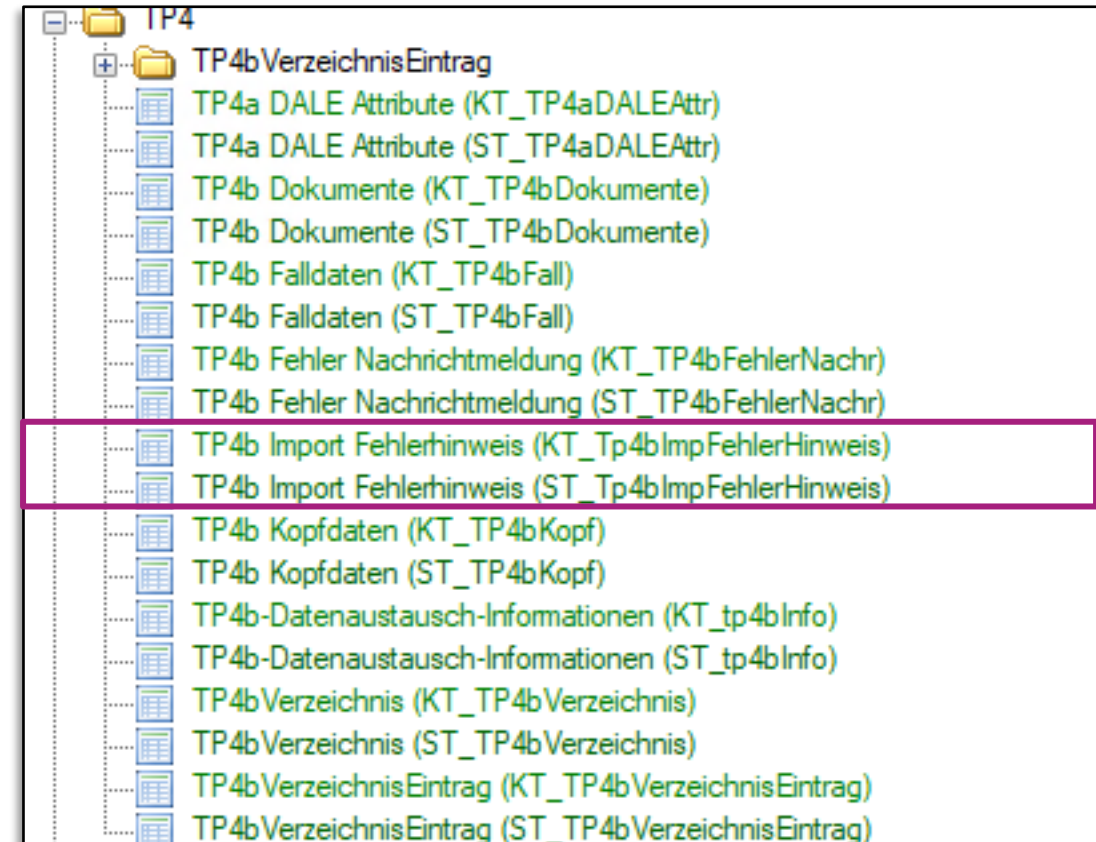 TP4
TP4bVerzeichnisEintrag
TP4a DALE Attribute (KT_TP4aDALEAttr)
TP4a DALE Attribute (ST_TP4aDALEAttr)
TP4b Dokumente (KT_TP4bDokumente)
TP4b Dokumente (ST_TP4bDokumente)
TP4b Falldaten (KT_TP4bFall)
TP4b Falldaten (ST_TP4bFall)
TP4b Fehler Nachrichtmeldung (KT_TP4bFehlerNachr)
TP4b Fehler Nachrichtmeldung (ST_TP4bFehlerNachr)
TP4b Import Fehlerhinweis (KT_Tp4bImpFehlerHinweis)
TP4b Import Fehlerhinweis (ST_Tp4bImpFehlerHinweis)
TP4b Kopfdaten (KT_TP4bKopf)
TP4b Kopfdaten (ST_TP4bKopf)
TP4b-Datenaustausch-Informationen (KT_tp4bInfo)
TP4b-Datenaustausch-Informationen (ST_tp4bInfo)
TP4bVerzeichnis (KT_TP4bVerzeichnis)
TP4bVerzeichnis (ST_TP4bVerzeichnis)
TP4bVerzeichnisEintrag (KT_TP4bVerzeichnisEintrag)
TP4bVerzeichnisEintrag (ST_TP4bVerzeichnisEintrag)